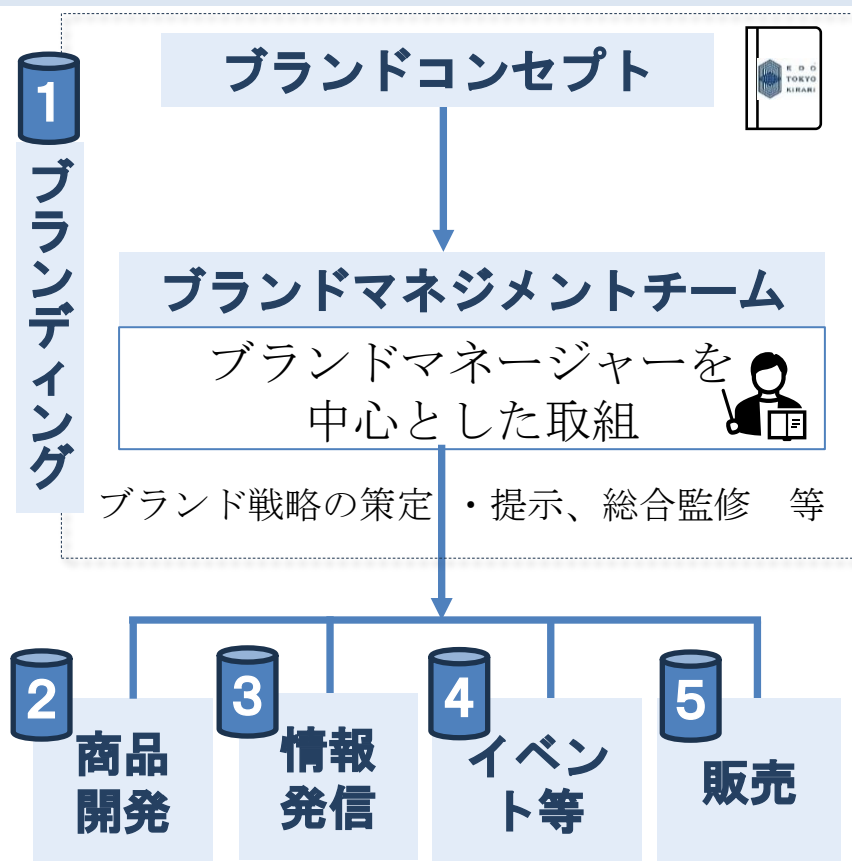 ブランドコンセプト
EDO
TOKYO
KIRARI
1
ブランディング
ブランドマネジメントチーム
ブランドマネージャーを
中心とした取組
ブランド戦略の策定 ・提示、総合監修　等
2
商品
開発
3
情報
発信
4
イベン
ト等
5
販売